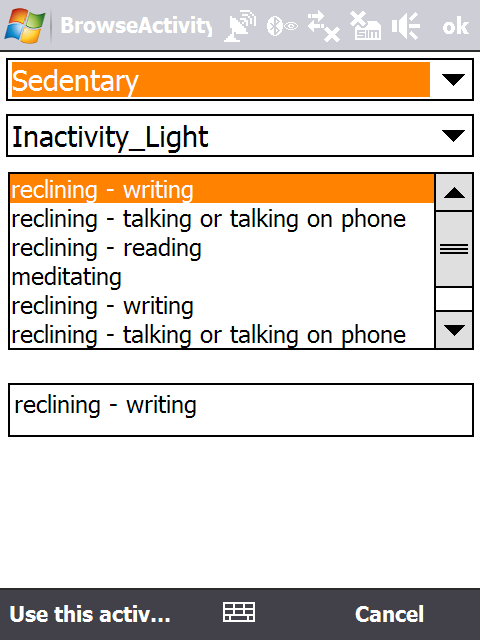 BrowseActivity
SIM
ok
Sedentary
Inactivity_Light
reclining - writing
reclining - talking or talking on phone
reclining - reading
meditating
reclining - writing
reclining - talking or talking on phone
reclining - writing
Use this activ...
Cancel